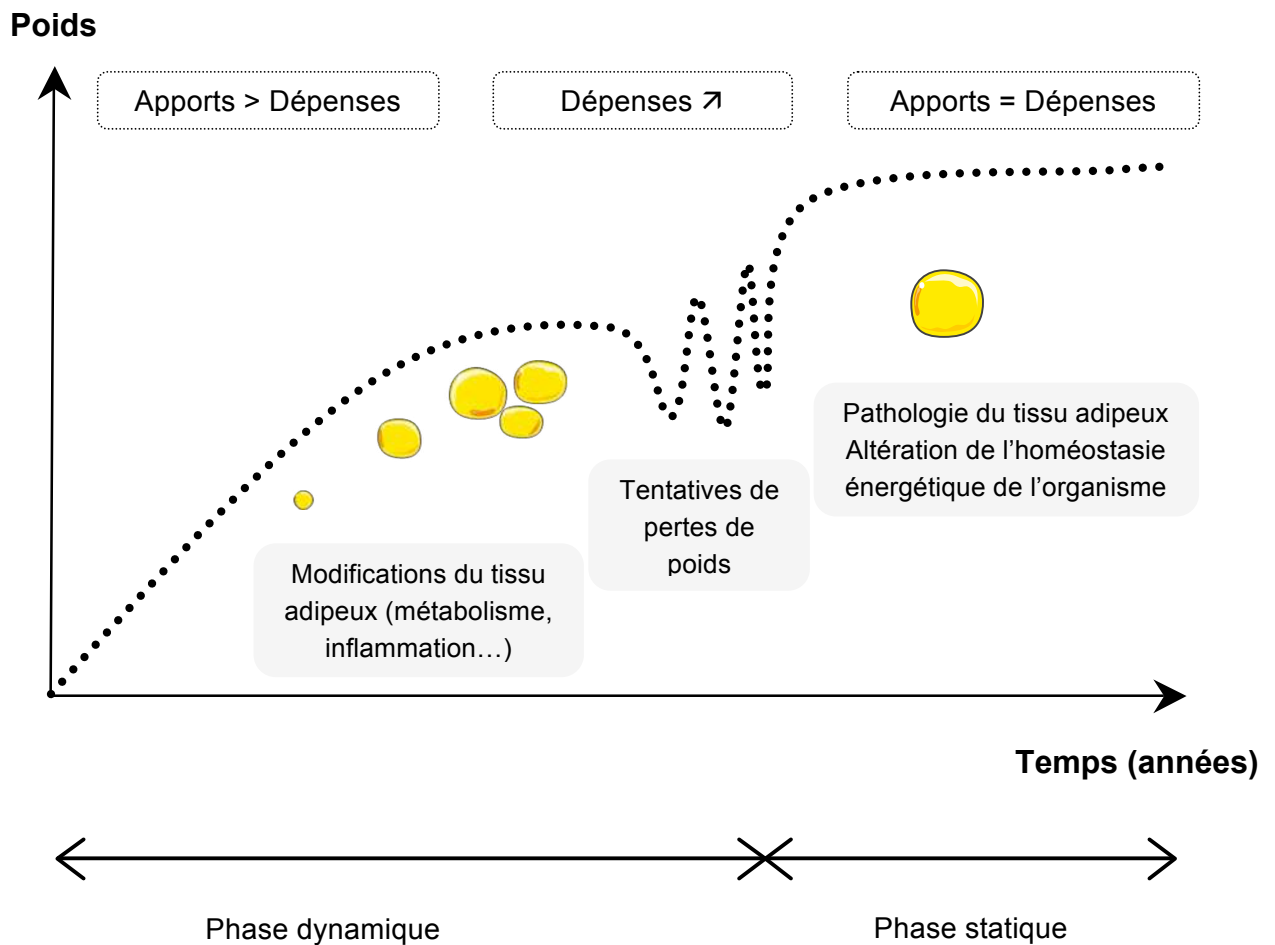 Poids
Apports > Dépenses
Dépenses ↗
Apports = Dépenses
Modifications du tissu
adipeux (métabolisme,
inflammation…)
Tentatives de
pertes de
poids
Pathologie du tissu adipeux
Altération de l’homéostasie
énergétique de l’organisme
Temps (années)
Phase dynamique
Phase statique